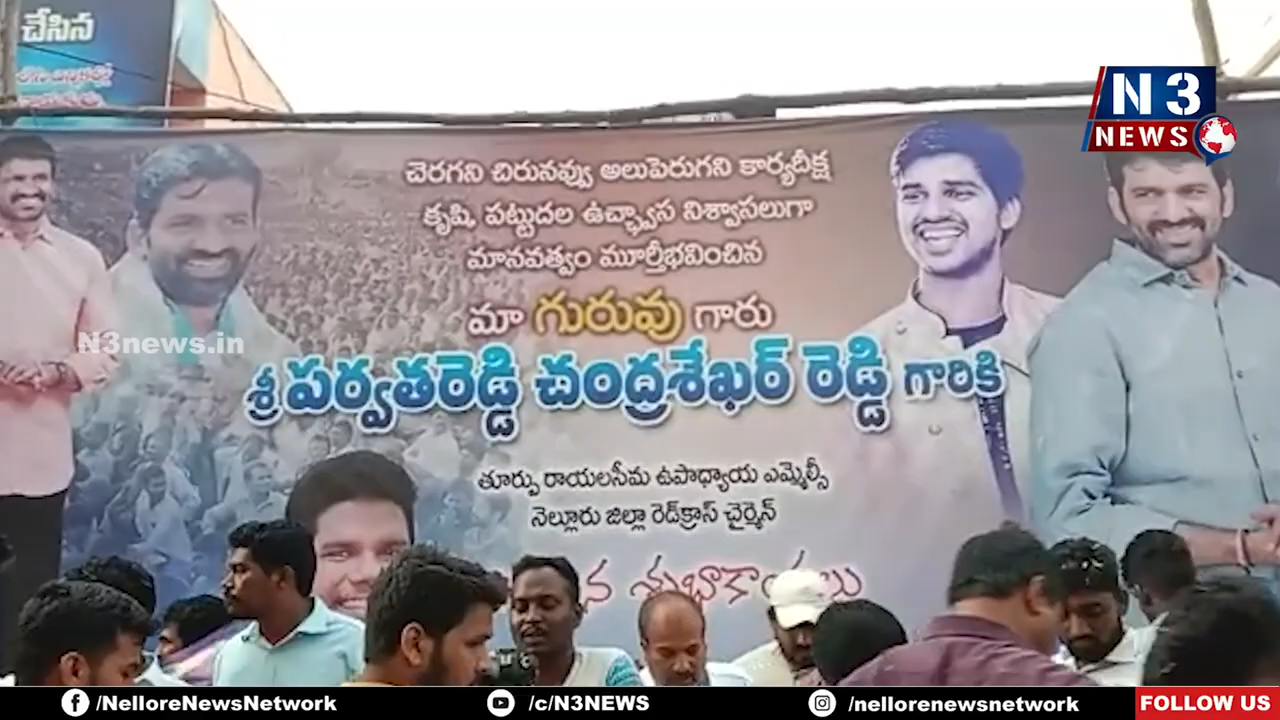 చేసిన
N3
NEWS
చెరగని చిరునవ్వు అలుపెరుగని కార్యదీక్ష
కృషి, పట్టుదల ఉచ్ఛ్వాస నిశ్వాసలుగా
మానవత్వం మూర్తీభవించిన
మా గురువు గారు
N3news.in
శ్రీ పర్వతరెడ్డి చంద్రశేఖర్ రెడ్డి గారికి
తూర్పు రాయలసీమ ఉపాధ్యాయ ఎమ్మెల్సీ
నెల్లూరు జిల్లా రెడ్‌క్రాస్ చైర్మెన్
శుభాకాంక్షలు
/NelloreNewsNetwork
/c/N3NEWS
/nellorenewsnetwork
FOLLOW US